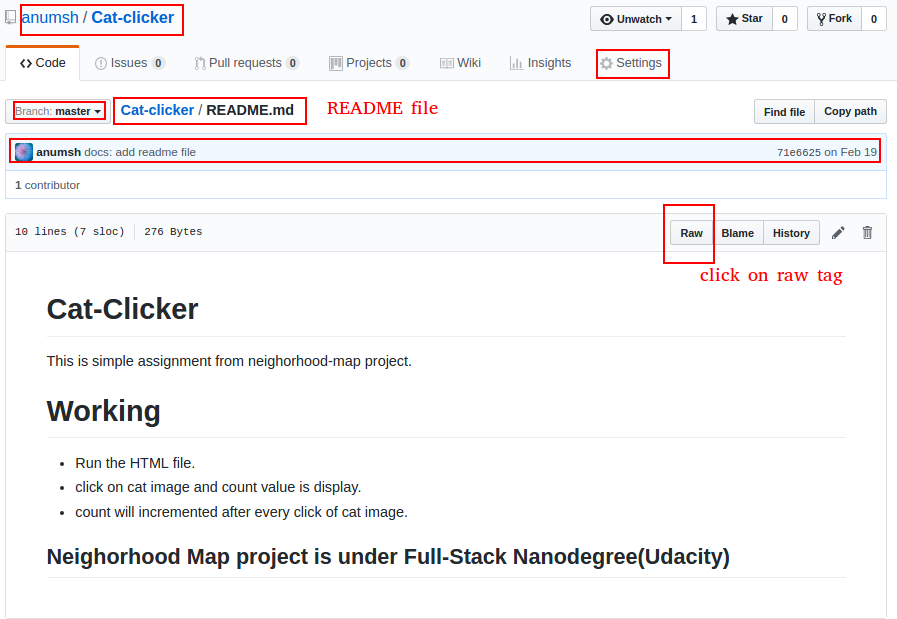 anumsh / Cat-clicker Unwatch 1 Star 0 Fork 0
Code Issues 0 Pull requests 0 Projects 0 Wiki Insights Settings
Branch: master Cat-clicker / README.md README file Find file Copy path
anumsh docs: add readme file 71e6625 on Feb 19
1 contributor
10 lines (7 sloc) 276 Bytes Raw Blame History
click on raw tag
Cat-Clicker
This is simple assignment from neighorhood-map project.
Working
• Run the HTML file.
• click on cat image and count value is display.
• count will incremented after every click of cat image.
Neighorhood Map project is under Full-Stack Nanodegree(Udacity)